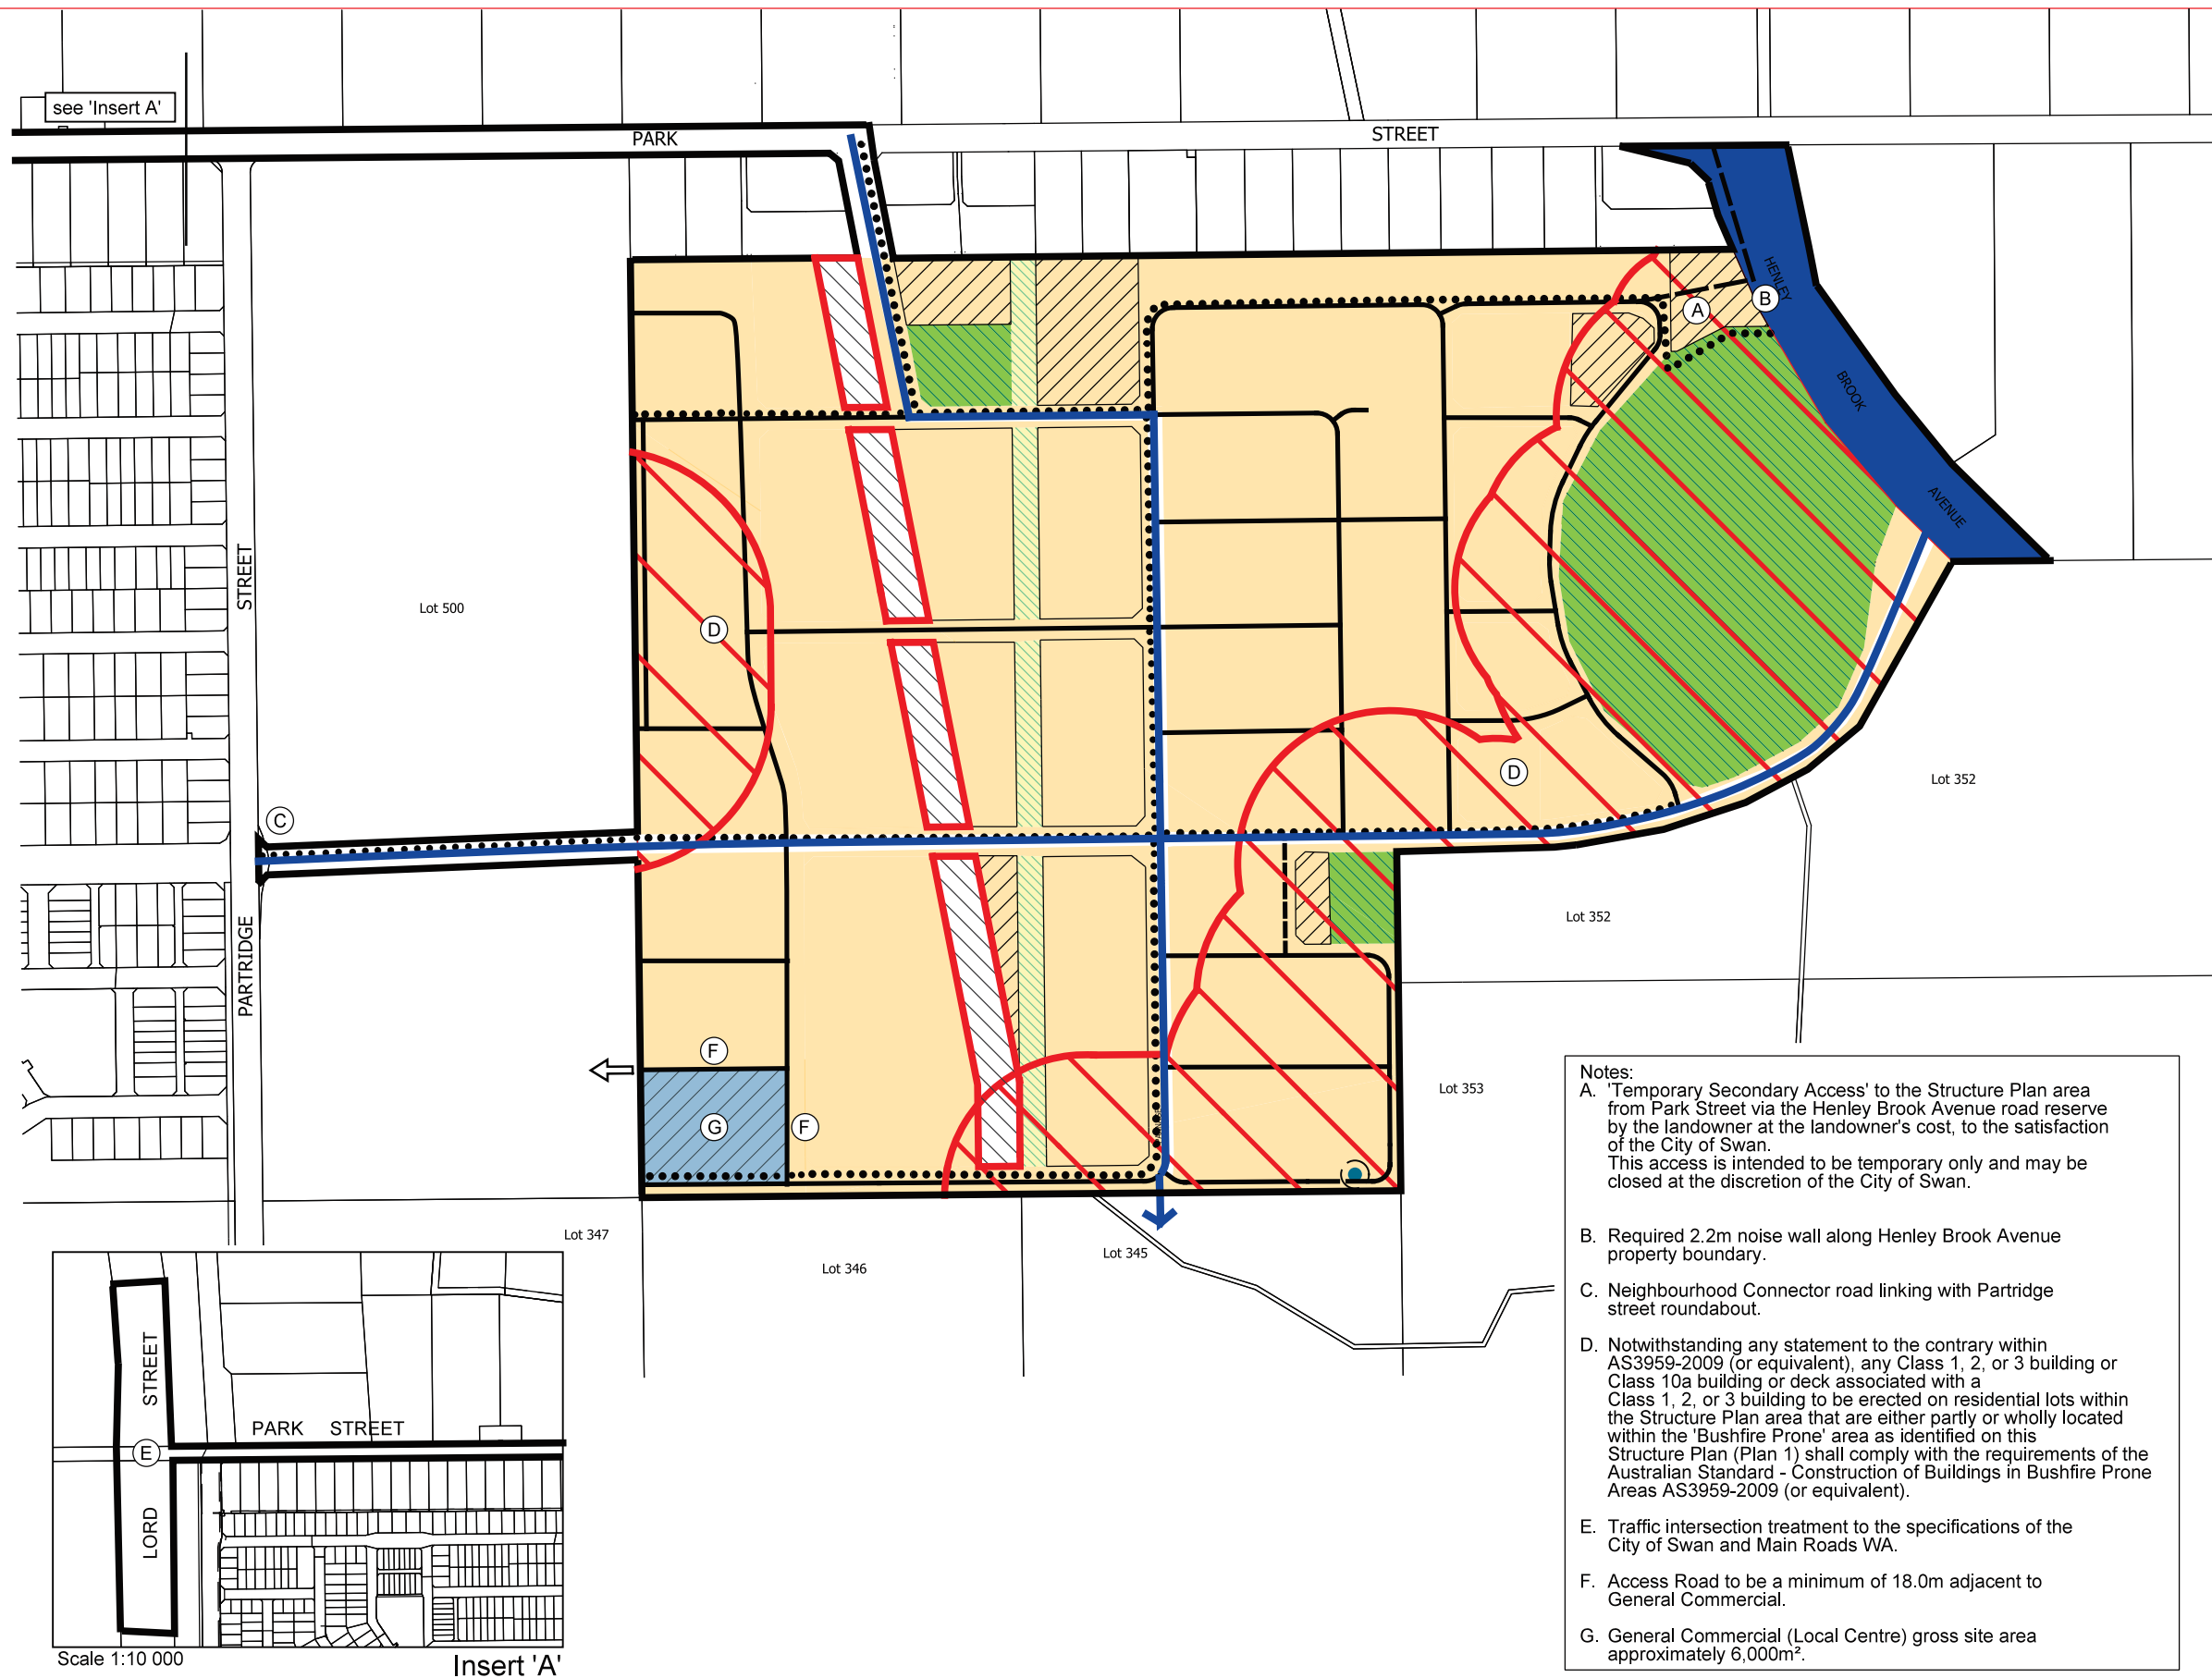 see 'Insert A'
PARK
STREET
HENLEY
BROOK
AVENUE
A
B
STREET
Lot 500
D
D
Lot 352
C
Lot 352
PARTRIDGE
F
G
F
Lot 353
Lot 347
Lot 346
Lot 345
STREET
PARK STREET
E
LORD
Scale 1:10 000
Insert 'A'
Notes:
A. 'Temporary Secondary Access' to the Structure Plan area
from Park Street via the Henley Brook Avenue road reserve
by the landowner at the landowner's cost, to the satisfaction
of the City of Swan.
This access is intended to be temporary only and may be
closed at the discretion of the City of Swan.
B. Required 2.2m noise wall along Henley Brook Avenue
property boundary.
C. Neighbourhood Connector road linking with Partridge
street roundabout.
D. Notwithstanding any statement to the contrary within
AS3959-2009 (or equivalent), any Class 1, 2, or 3 building or
Class 10a building or deck associated with a
Class 1, 2, or 3 building to be erected on residential lots within
the Structure Plan area that are either partly or wholly located
within the 'Bushfire Prone' area as identified on this
Structure Plan (Plan 1) shall comply with the requirements of the
Australian Standard - Construction of Buildings in Bushfire Prone
Areas AS3959-2009 (or equivalent).
E. Traffic intersection treatment to the specifications of the
City of Swan and Main Roads WA.
F. Access Road to be a minimum of 18.0m adjacent to
General Commercial.
G. General Commercial (Local Centre) gross site area
approximately 6,000m².